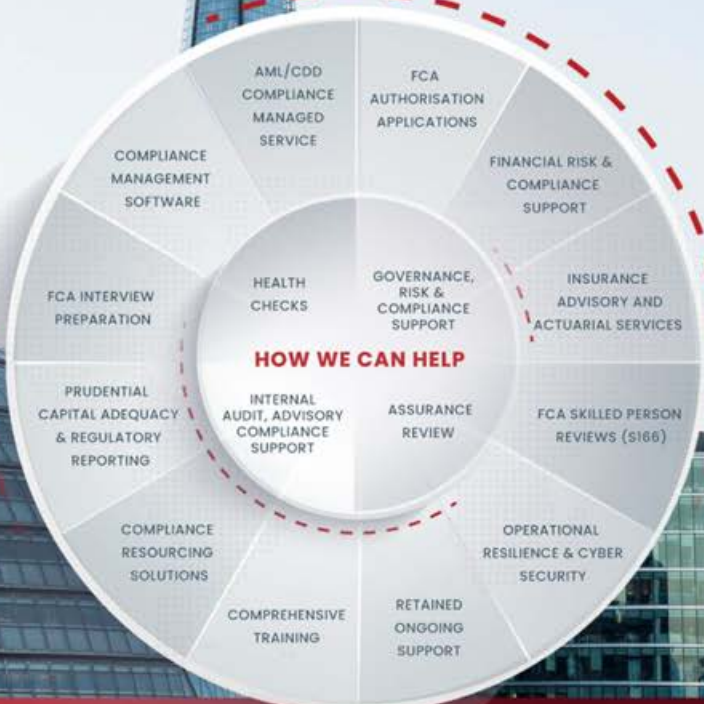 AML/CDD
COMPLIANCE
MANAGED
SERVICE
FCA
AUTHORISATION
APPLICATIONS
FINANCIAL RISK &
COMPLIANCE
SUPPORT
INSURANCE
ADVISORY AND
ACTUARIAL SERVICES
FCA SKILLED PERSON
REVIEWS (S166)
OPERATIONAL
RESILIENCE & CYBER
SECURITY
RETAINED
ONGOING
SUPPORT
COMPREHENSIVE
TRAINING
COMPLIANCE
RESOURCING
SOLUTIONS
PRUDENTIAL
CAPITAL ADEQUACY
& REGULATORY
REPORTING
FCA INTERVIEW
PREPARATION
COMPLIANCE
MANAGEMENT
SOFTWARE
HEALTH
CHECKS
GOVERNANCE,
RISK &
COMPLIANCE
SUPPORT
HOW WE CAN HELP
INTERNAL
AUDIT, ADVISORY
COMPLIANCE
SUPPORT
ASSURANCE
REVIEW